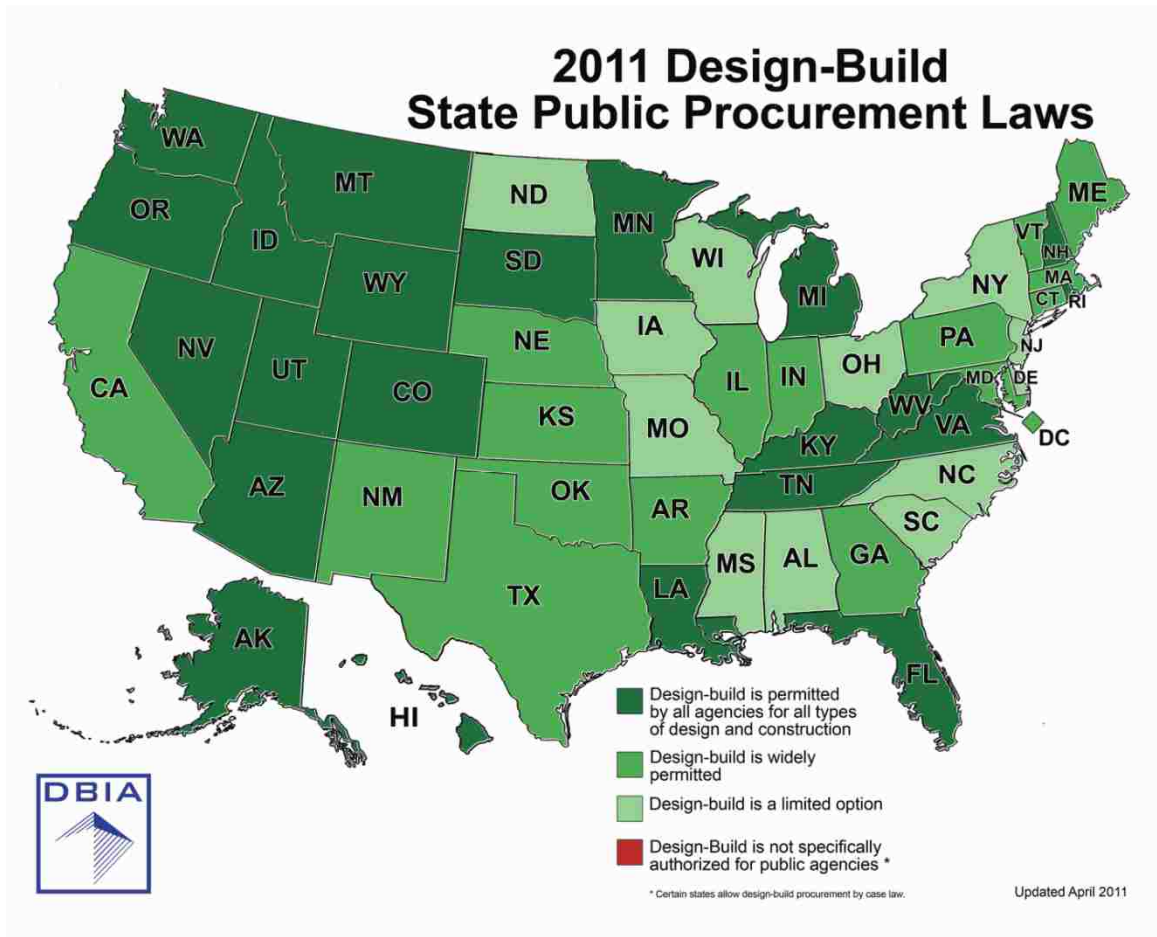 2011 Design-Build
State Public Procurement Laws
WA
OR
ID
MT
WY
NV
UT
CO
CA
AZ
NM
ND
SD
NE
KS
OK
TX
MN
IA
MO
AR
LA
WI
IL
IN
MI
OH
KY
TN
MS
AL
GA
FL
SC
NC
VA
WV
PA
NY
ME
VT
NH
MA
CT
RI
NJ
MD
DE
DC
AK
HI
Design-build is permitted
by all agencies for all types
of design and construction
Design-build is widely
permitted
Design-build is a limited option
Design-Build is not specifically
authorized for public agencies *
* Certain states allow design-build procurement by case law.
Updated April 2011
DBIA